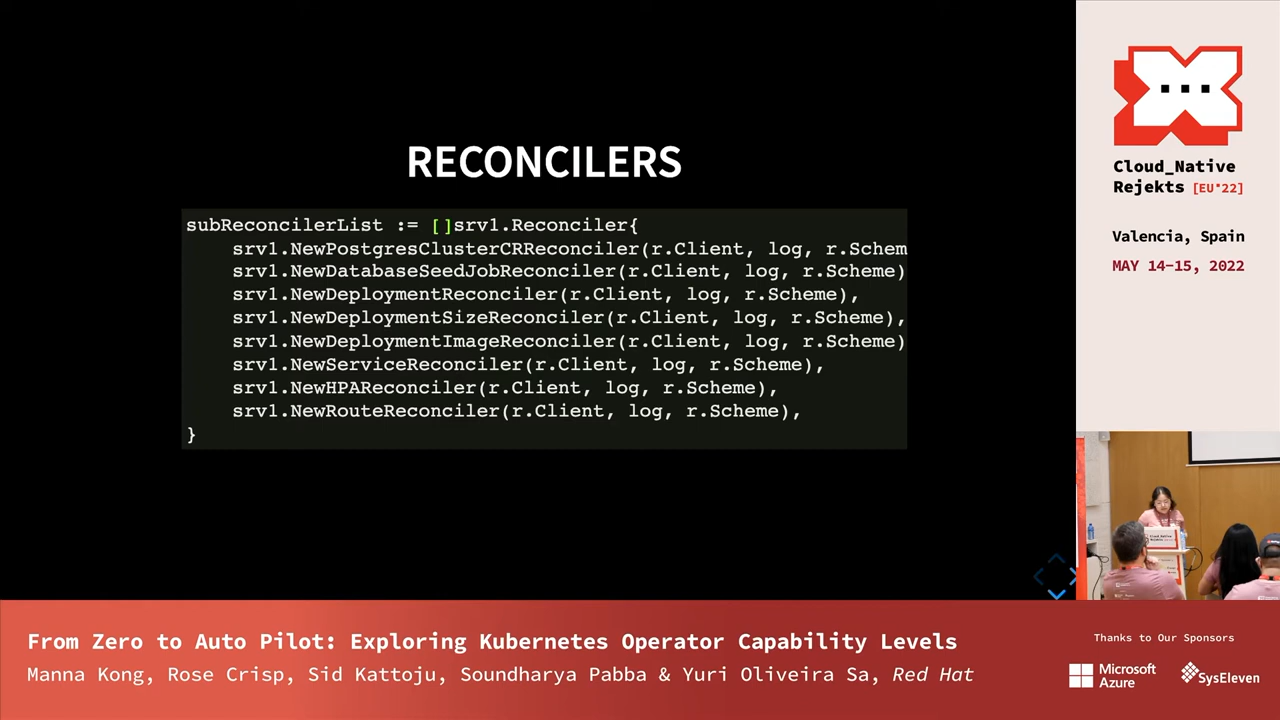 RECONCILERS
subReconcilerList := []srv1.Reconciler{
srv1.NewPostgresClusterCRReconciler(r.Client, log, r.Schem
srv1.NewDatabaseSeedJobReconciler(r.Client, log, r.Scheme)
srv1.NewDeploymentReconciler(r.Client, log, r.Scheme),
srv1.NewDeploymentSizeReconciler(r.Client, log, r.Scheme),
srv1.NewDeploymentImageReconciler(r.Client, log, r.Scheme)
srv1.NewServiceReconciler(r.Client, log, r.Scheme),
srv1.NewHPAReconciler(r.Client, log, r.Scheme),
srv1.NewRouteReconciler(r.Client, log, r.Scheme),
}
Cloud_Native
Rejekts [EU*22]
Valencia, Spain
MAY 14-15, 2022
From Zero to Auto Pilot: Exploring Kubernetes Operator Capability Levels
Manna Kong, Rose Crisp, Sid Kattoju, Soundharya Pabba & Yuri Oliveira Sa, Red Hat
Thanks to Our Sponsors
Microsoft
Azure
SysEleven